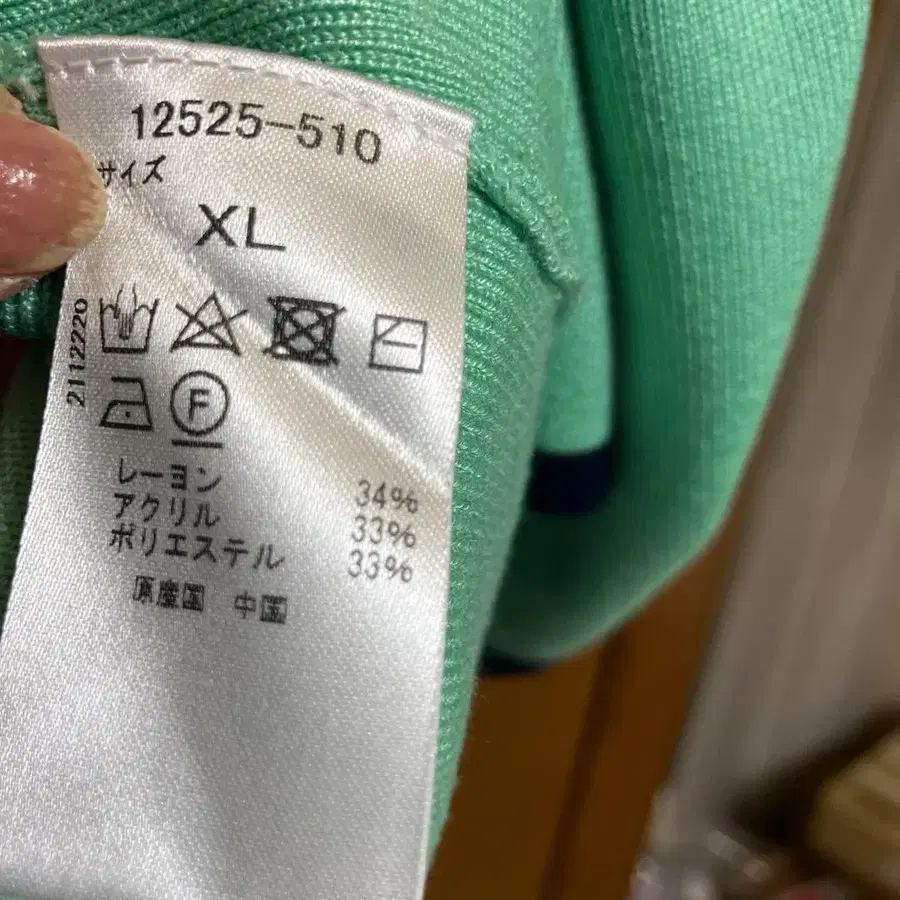 12525-510
サイズ
XL
2112220
F
レーヨン 34%
アクリル 33%
ポリエステル 33%
原産国 中国